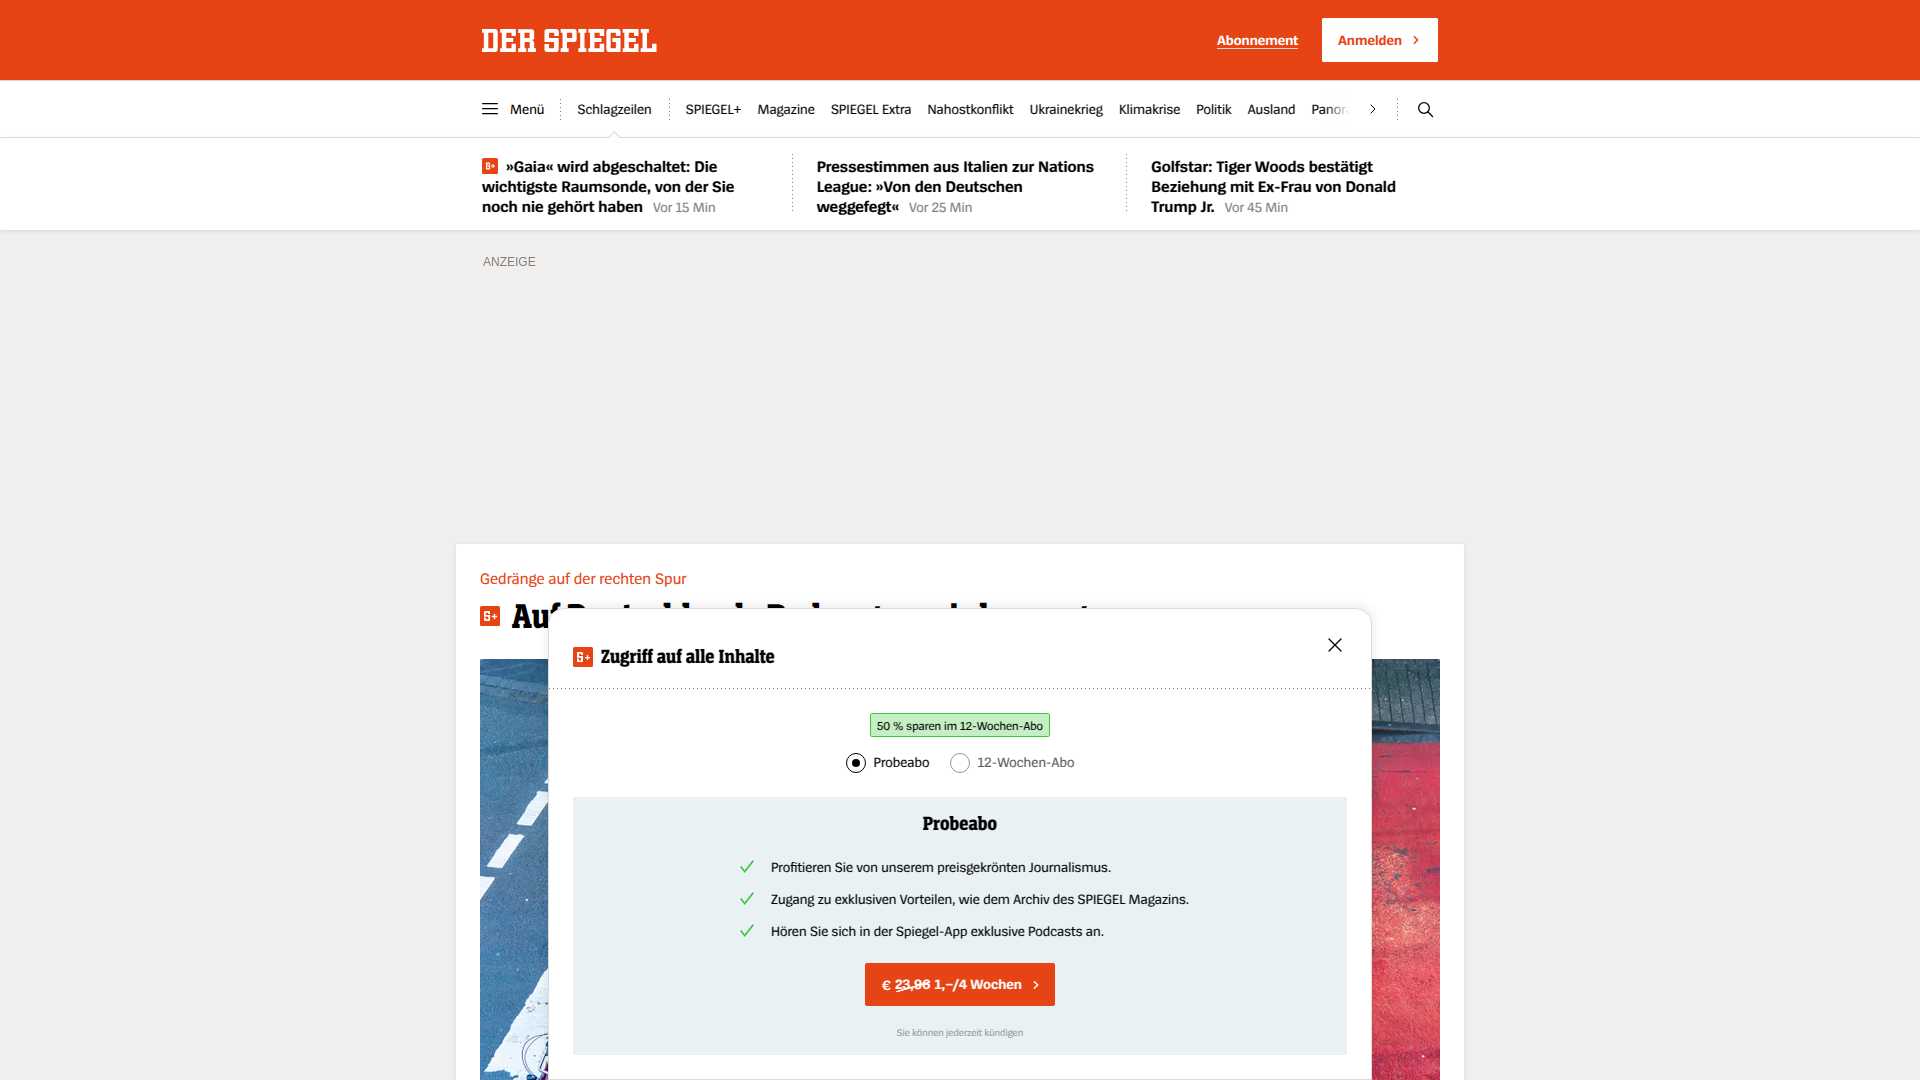 DER SPIEGEL
Abonnement
Anmelden
Menü
Schlagzeilen
SPIEGEL+
Magazine
SPIEGEL Extra
Nahostkonflikt
Ukrainekrieg
Klimakrise
Politik
Ausland
»Gaia« wird abgeschaltet: Die
wichtigste Raumsonde, von der Sie
noch nie gehört haben Vor 15 Min
Pressestimmen aus Italien zur Nations
League: »Von den Deutschen
weggefegt« Vor 25 Min
Golfstar: Tiger Woods bestätigt
Beziehung mit Ex-Frau von Donald
Trump Jr. Vor 45 Min
ANZEIGE
Gedränge auf der rechten Spur
Zugriff auf alle Inhalte
50 % sparen im 12-Wochen-Abo
Probeabo
12-Wochen-Abo
Probeabo
Profitieren Sie von unserem preisgekrönten Journalismus.
Zugang zu exklusiven Vorteilen, wie dem Archiv des SPIEGEL Magazins.
Hören Sie sich in der Spiegel-App exklusive Podcasts an.
€ 23,96 1,–/4 Wochen
Sie können jederzeit kündigen